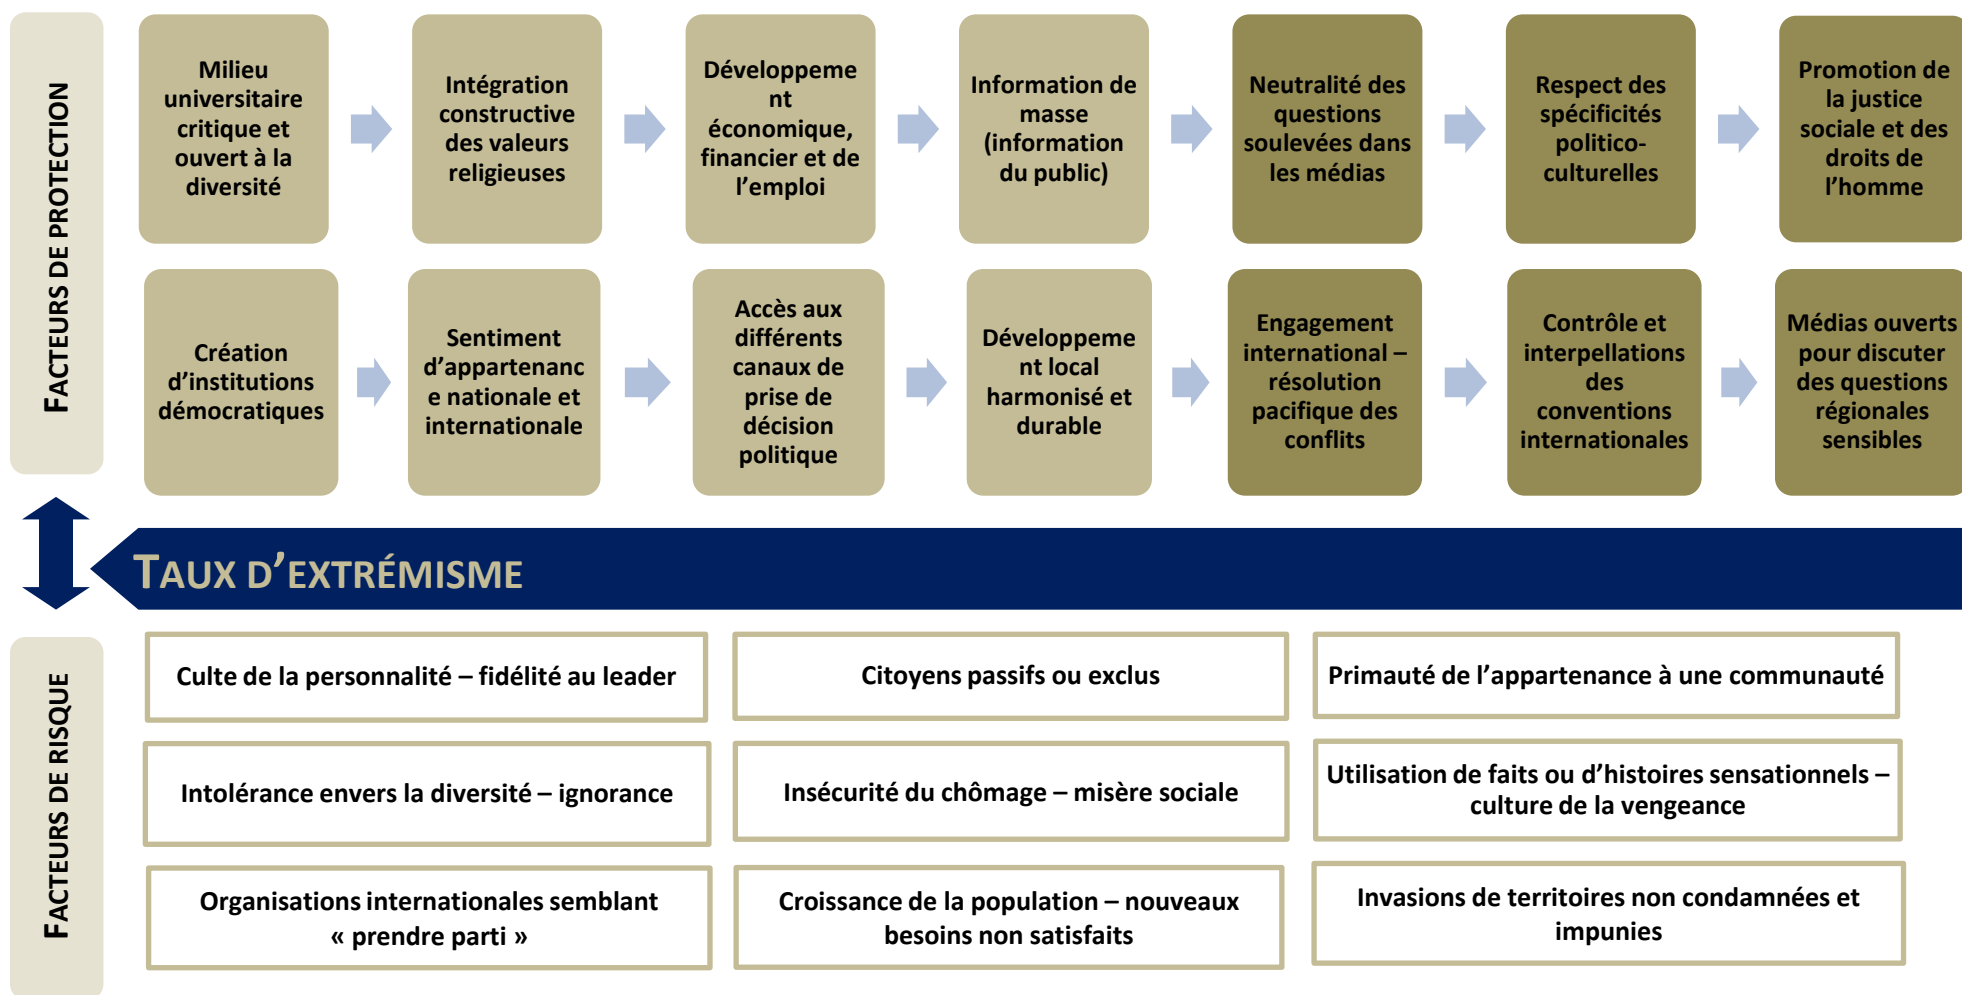 FACTEURS DE PROTECTION
Milieu
universitaire
critique et
ouvert à la
diversité
Intégration
constructive
des valeurs
religieuses
Développeme
nt
économique,
financier et de
l’emploi
Information de
masse
(information
du public)
Neutralité des
questions
soulevées dans
les médias
Respect des
spécificités
politico-
culturelles
Promotion de
la justice
sociale et des
droits de
l’homme
Création
d’institutions
démocratiques
Sentiment
d’appartenanc
e nationale et
internationale
Accès aux
différents
canaux de
prise de
décision
politique
Développeme
nt local
harmonisé et
durable
Engagement
international –
résolution
pacifique des
conflits
Contrôle et
interpellations
des
conventions
internationales
Médias ouverts
pour discuter
des questions
régionales
sensibles
TAUX D’EXTRÉMISME
FACTEURS DE RISQUE
Culte de la personnalité – fidélité au leader
Citoyens passifs ou exclus
Primauté de l’appartenance à une communauté
Intolérance envers la diversité – ignorance
Insécurité du chômage – misère sociale
Utilisation de faits ou d’histoires sensationnels –
culture de la vengeance
Organisations internationales semblant
« prendre parti »
Croissance de la population – nouveaux
besoins non satisfaits
Invasions de territoires non condamnées et
impunies